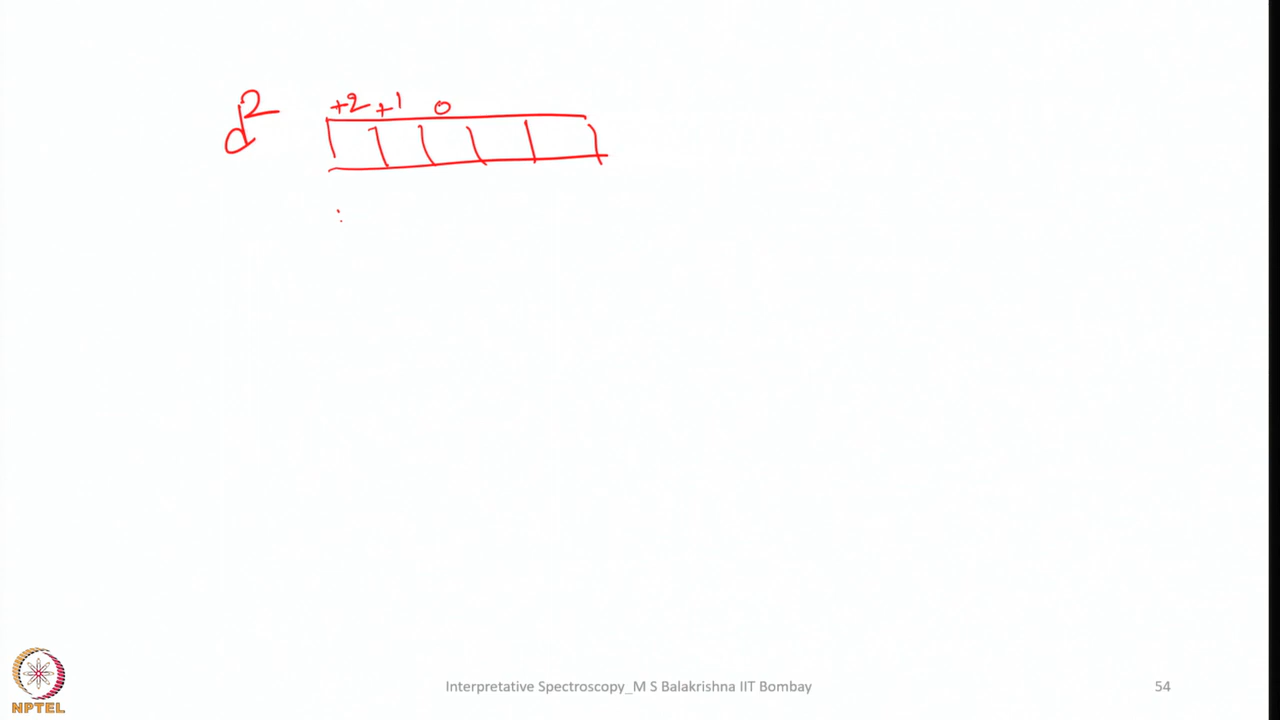 d² +2 +1 0
NPTEL
Interpretative Spectroscopy_M S Balakrishna IIT Bombay
54